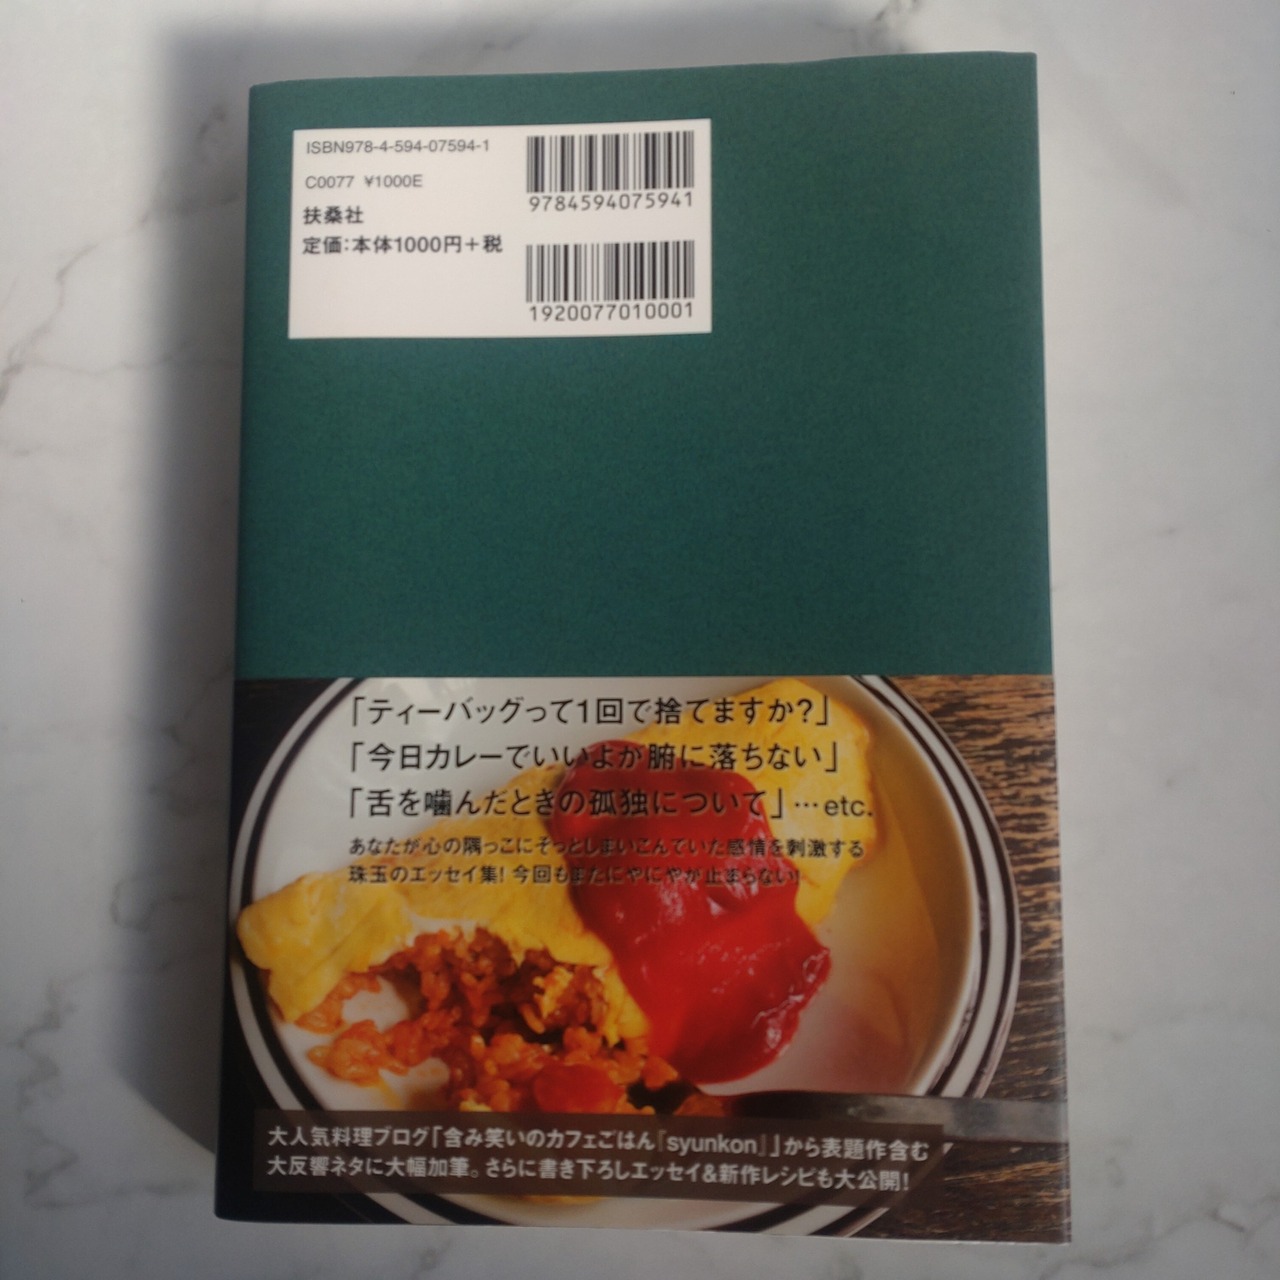 ISBN978-4-594-07594-1
C0077 ¥1000E
扶桑社
定価:本体1000円+税
9784594075941
1920077010001
「ティーバッグって1回で捨てますか?」
「今日カレーでいいよが腑に落ちない」
「舌を嚙んだときの孤独について」…etc.
あなたが心の隅っこにそっとしまいこんでいた感情を刺激する
珠玉のエッセイ集! 今回もまたにやにやが止まらない!
大人気料理ブログ「含み笑いのカフェごはん『syunkon』」から表題作含む
大反響ネタに大幅加筆。さらに書き下ろしエッセイ&新作レシピも大公開!